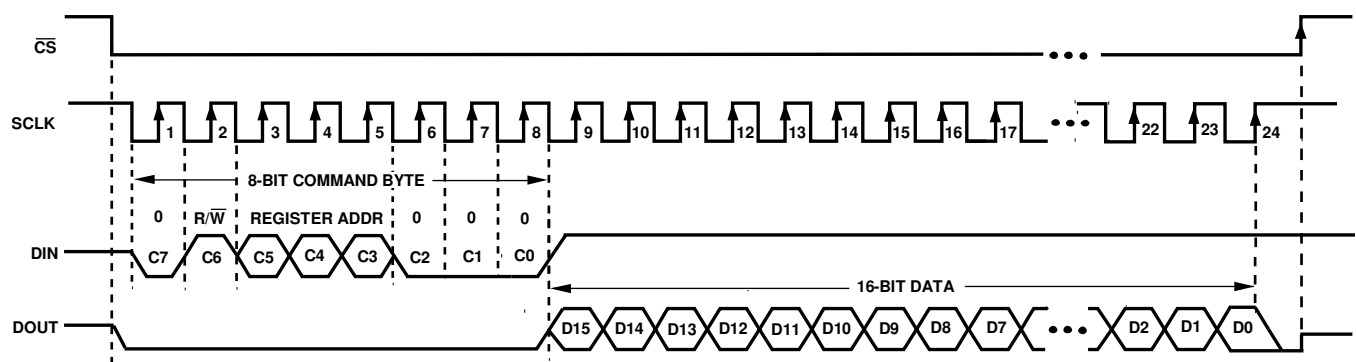 CS
SCLK 1 2 3 4 5 6 7 8 9 10 11 12 13 14 15 16 17 22 23 24
8-BIT COMMAND BYTE
0 R/W REGISTER ADDR 0 0 0
DIN C7 C6 C5 C4 C3 C2 C1 C0
16-BIT DATA
DOUT D15 D14 D13 D12 D11 D10 D9 D8 D7 D2 D1 D0